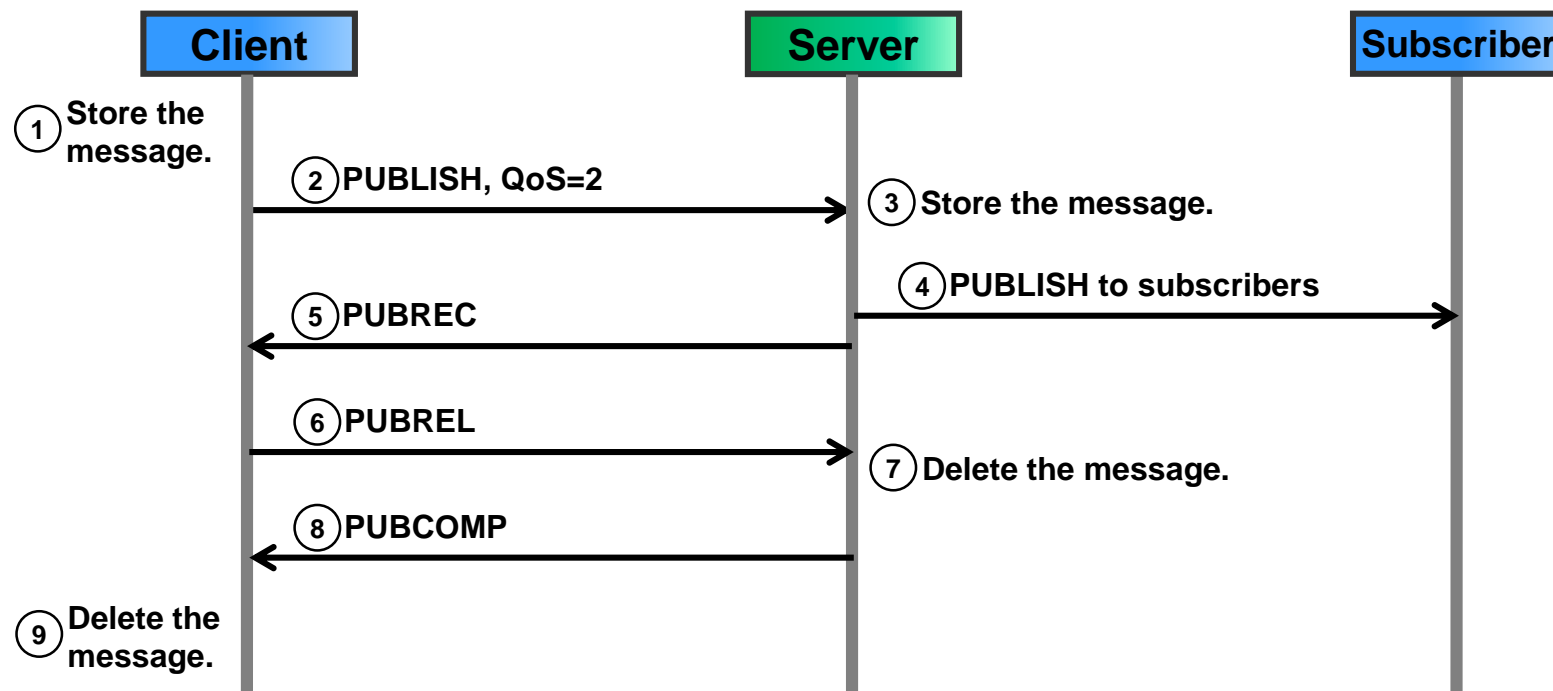 Client
Server
Subscriber
1 Store the
message.
2 PUBLISH, QoS=2
3 Store the message.
4 PUBLISH to subscribers
5 PUBREC
6 PUBREL
7 Delete the message.
8 PUBCOMP
9 Delete the
message.